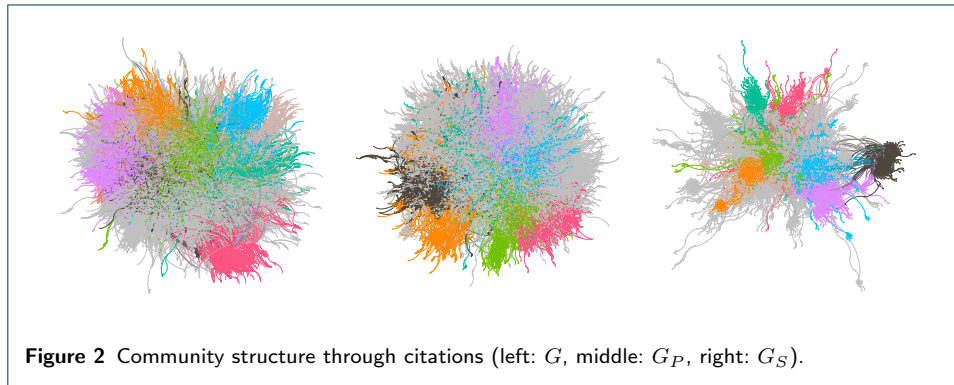 Figure 2 Community structure through citations (left: G, middle: G_P, right: G_S).